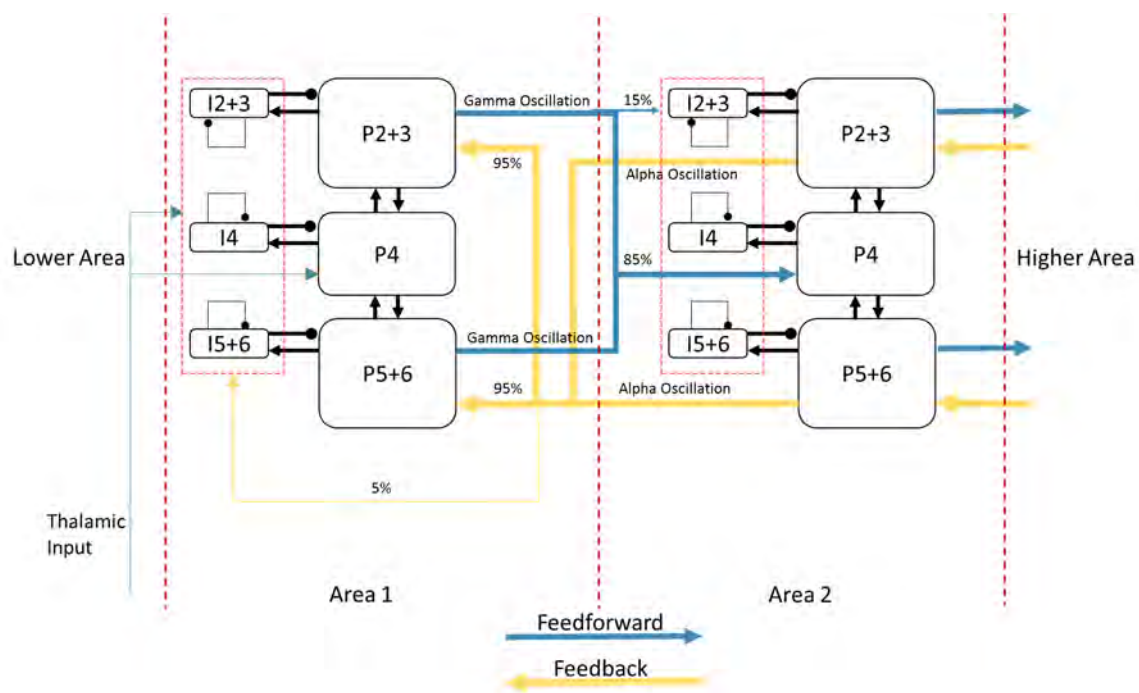 I2+3
P2+3
Gamma Oscillation
15%
I2+3
P2+3
95%
Alpha Oscillation
I4
P4
I4
P4
Lower Area
85%
Higher Area
I5+6
P5+6
Gamma Oscillation
I5+6
P5+6
95%
Alpha Oscillation
5%
Thalamic
Input
Area 1
Area 2
Feedforward
Feedback